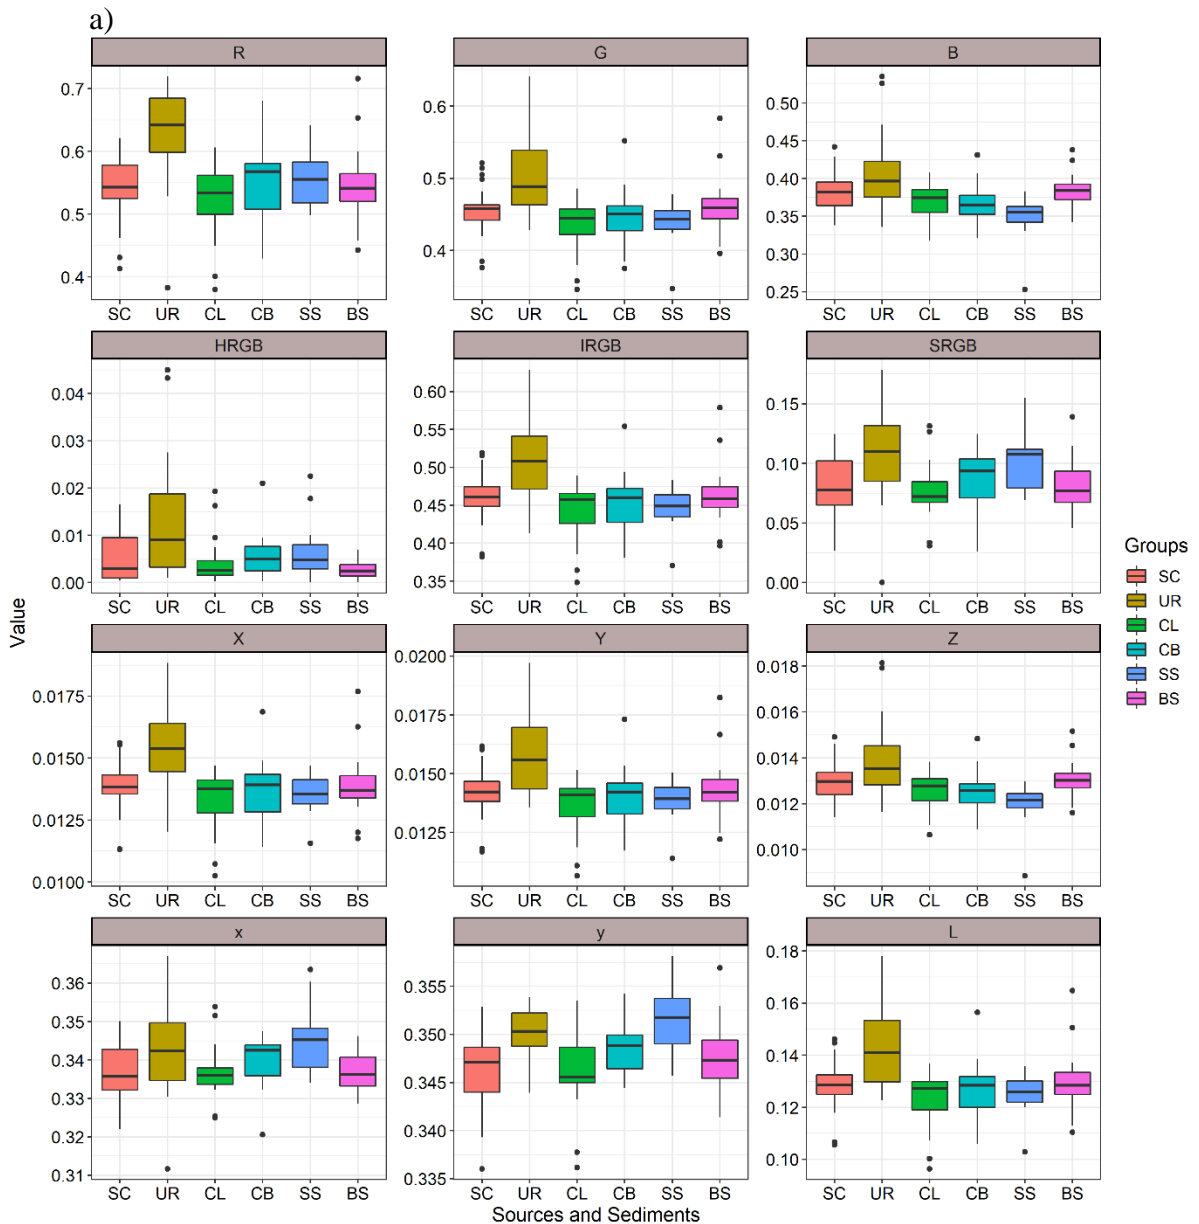 a)
R G B
0.7 0.6 0.5 0.4
0.6 0.5 0.4
0.50 0.45 0.40 0.35 0.30 0.25
SC UR CL CB SS BS SC UR CL CB SS BS SC UR CL CB SS BS
HRGB IRGB SRGB
0.04 0.03 0.02 0.01 0.00
0.60 0.55 0.50 0.45 0.40 0.35
0.15 0.10 0.05 0.00
SC UR CL CB SS BS SC UR CL CB SS BS SC UR CL CB SS BS
X Y Z
0.0175 0.0150 0.0125 0.0100
0.0200 0.0175 0.0150 0.0125
0.018 0.016 0.014 0.012 0.010
SC UR CL CB SS BS SC UR CL CB SS BS SC UR CL CB SS BS
x y L
0.36 0.35 0.34 0.33 0.32 0.31
0.355 0.350 0.345 0.340 0.335
0.18 0.16 0.14 0.12 0.10
SC UR CL CB SS BS SC UR CL CB SS BS SC UR CL CB SS BS
Value
Sources and Sediments
Groups
SC
UR
CL
CB
SS
BS